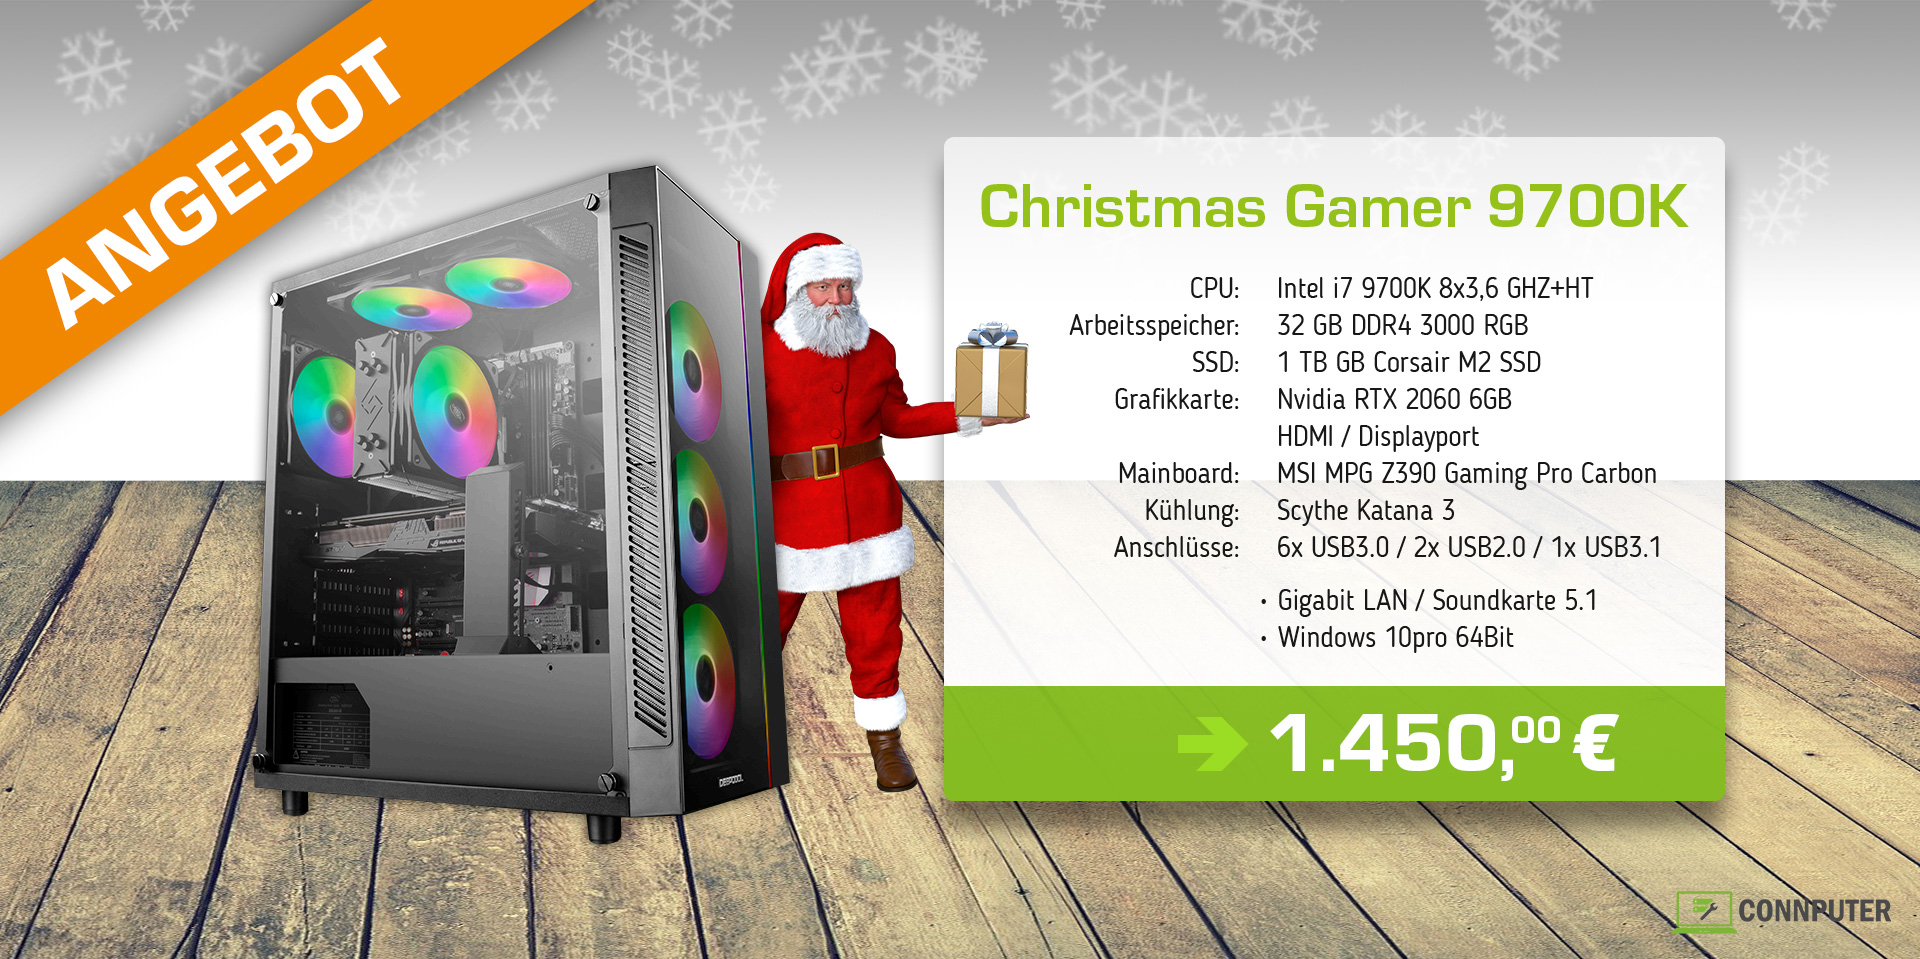 ANGEBOT
Christmas Gamer 9700K
CPU: Intel i7 9700K 8x3,6 GHZ+HT
Arbeitsspeicher: 32 GB DDR4 3000 RGB
SSD: 1 TB GB Corsair M2 SSD
Grafikkarte: Nvidia RTX 2060 6GB
HDMI / Displayport
Mainboard: MSI MPG Z390 Gaming Pro Carbon
Kühlung: Scythe Katana 3
Anschlüsse: 6x USB3.0 / 2x USB2.0 / 1x USB3.1
• Gigabit LAN / Soundkarte 5.1
• Windows 10pro 64Bit
1.450,00 €
DEEPCOOL
CONNPUTER